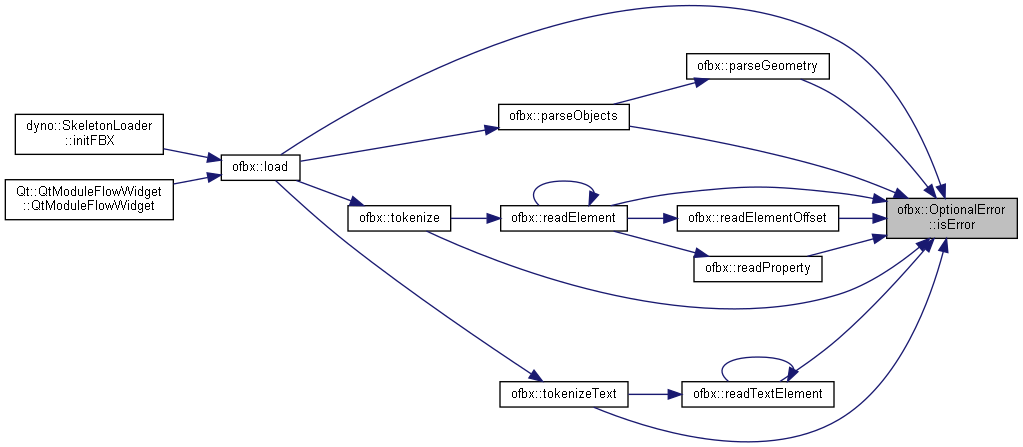 ofbx::parseGeometry
ofbx::parseObjects
dyno::SkeletonLoader
::initFBX
ofbx::load
Qt::QtModuleFlowWidget
::QtModuleFlowWidget
ofbx::tokenize
ofbx::readElement
ofbx::readElementOffset
ofbx::OptionalError
::isError
ofbx::readProperty
ofbx::tokenizeText
ofbx::readTextElement